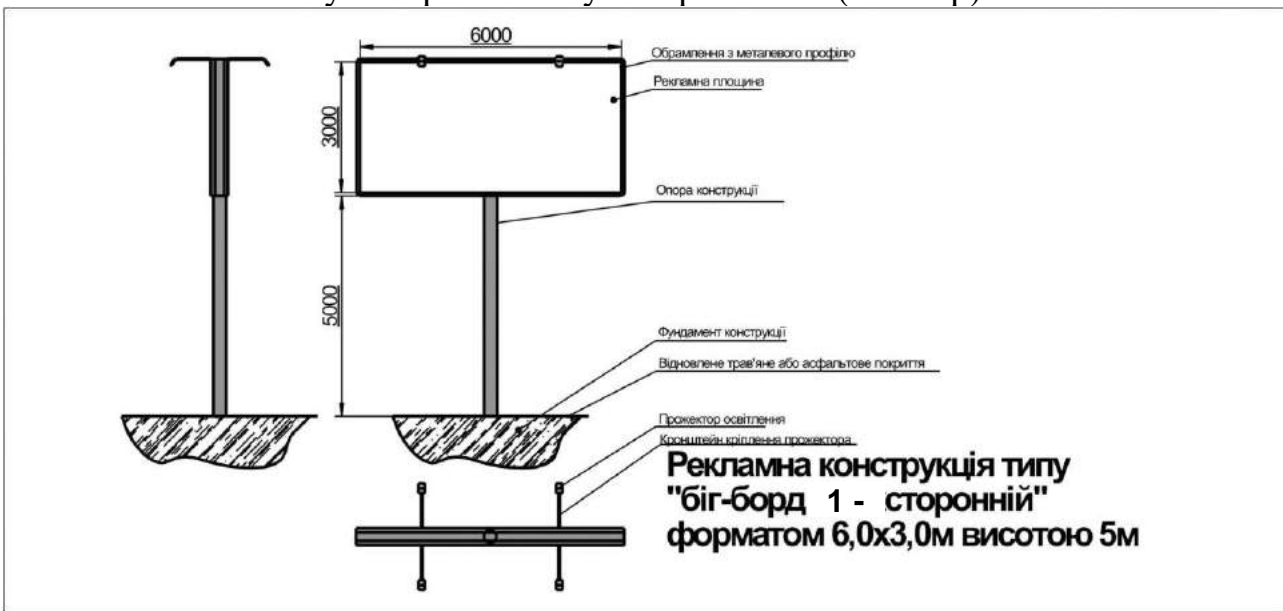 6000
Обрамлення з металевого профілю
Рекламна площина
3000
Опора конструкції
5000
Фундамент конструкції
Відновлене трав'яне або асфальтове покриття
Прожектор освітлення
Кронштейн кріплення прожектора
Рекламна конструкція типу
"біг-борд 1 - сторонній"
форматом 6,0х3,0м висотою 5м